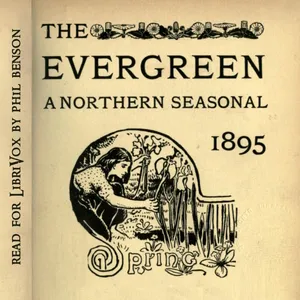 THE
EVERGREEN
A NORTHERN SEASONAL
1895
Spring
READ FOR LIBRIVOX BY PHIL BENSON